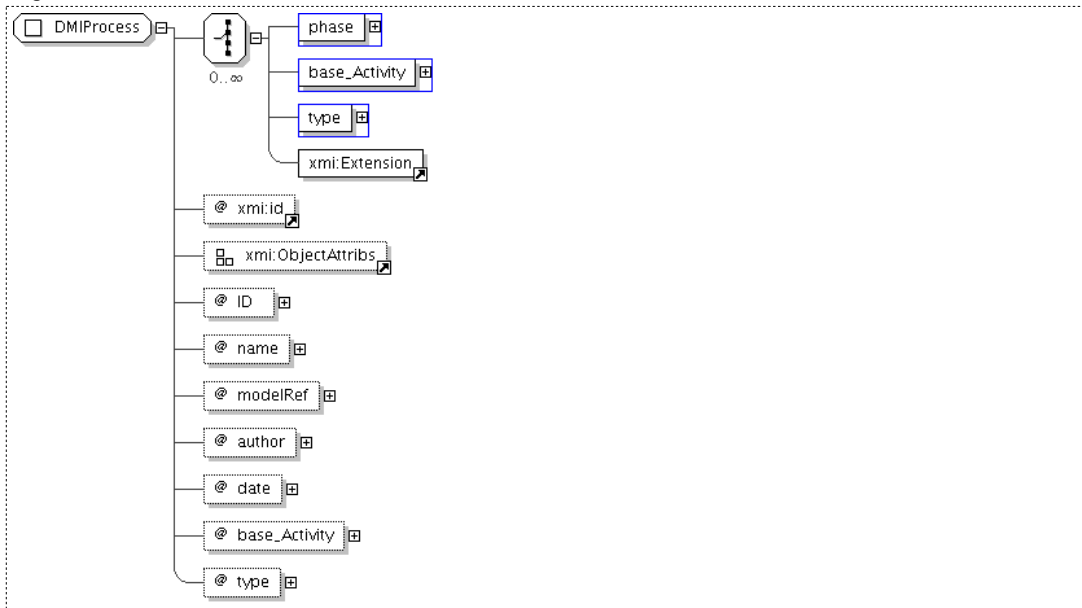 DMIProcess
0..∞
phase
base_Activity
type
xmi:Extension
@ xmi:id
xmi:ObjectAttribs
@ ID
@ name
@ modelRef
@ author
@ date
@ base_Activity
@ type